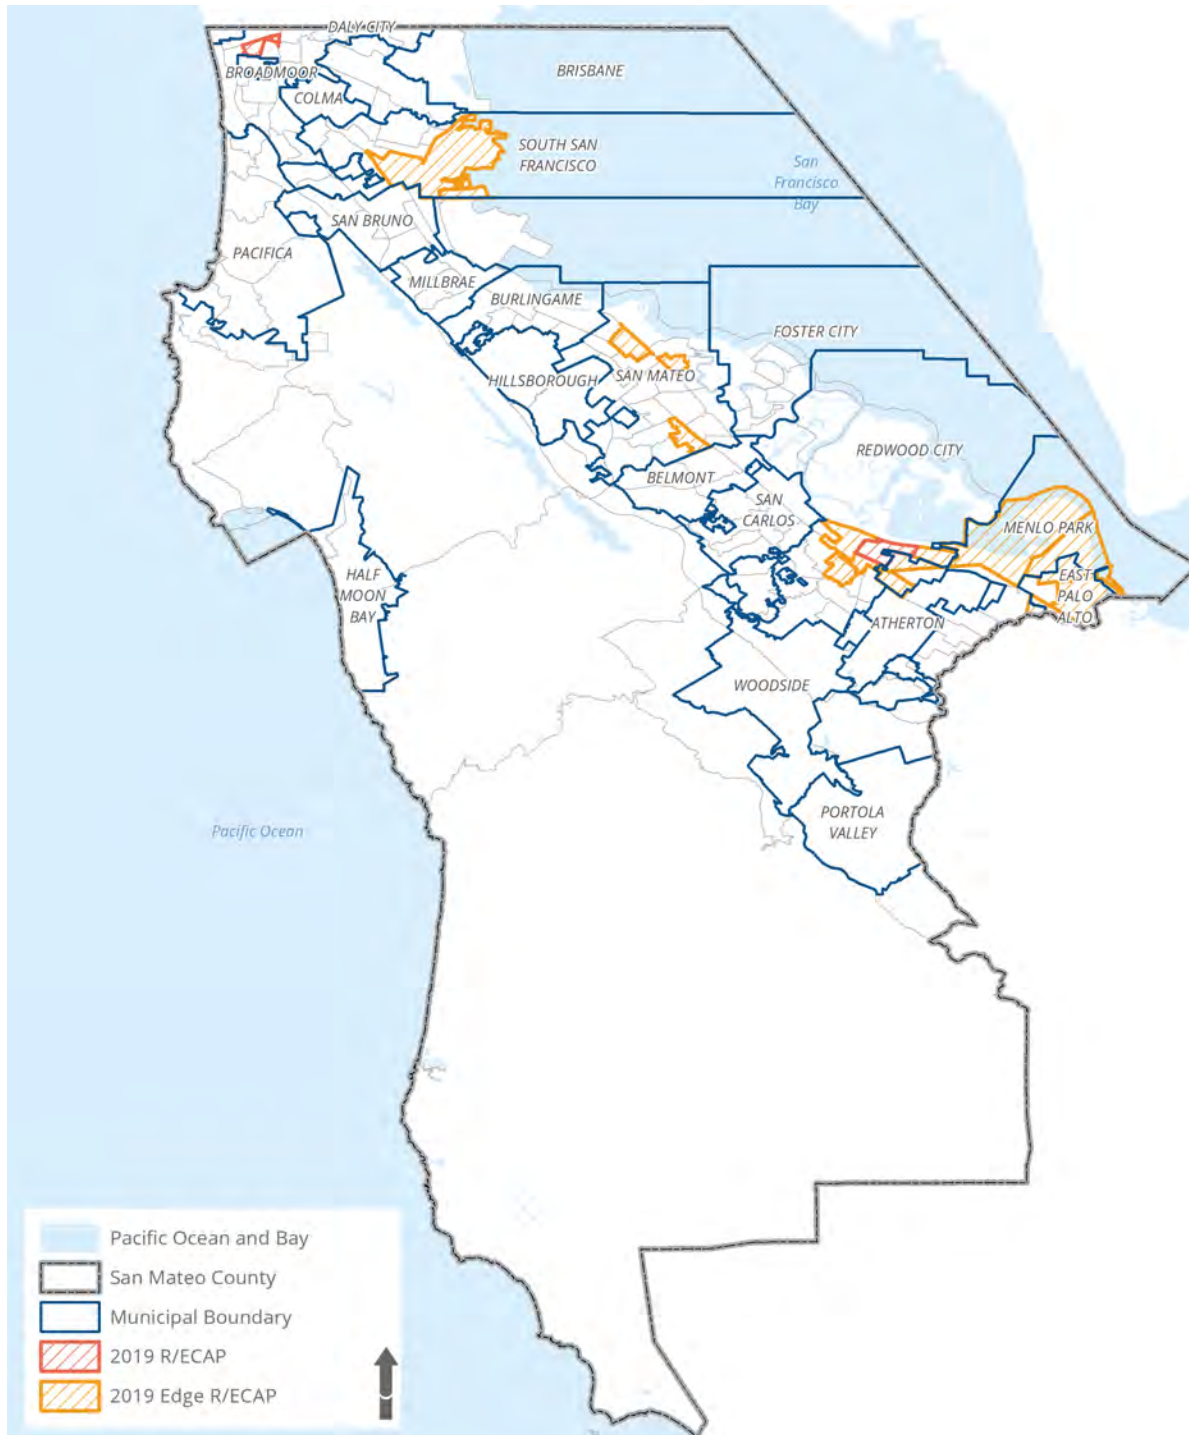 DALY CITY
BROADMOOR
BRISBANE
COLMA
SOUTH SAN
FRANCISCO
San
Francisco
Bay
SAN BRUNO
PACIFICA
MILLBRAE
BURLINGAME
FOSTER CITY
HILLSBOROUGH
SAN MATEO
REDWOOD CITY
BELMONT
SAN
CARLOS
MENLO PARK
HALF
MOON
BAY
EAST
PALO
ALTO
ATHERTON
WOODSIDE
PORTOLA
VALLEY
Pacific Ocean
Pacific Ocean and Bay
San Mateo County
Municipal Boundary
2019 R/ECAP
2019 Edge R/ECAP